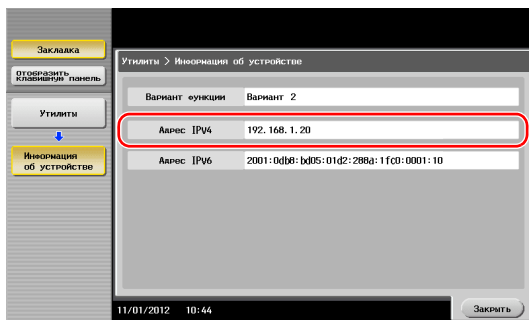 Закладка
отобразить
клавишную панель
Утилиты
Информация
об устройстве
Утилиты > Информация об устройстве
Вариант функции Вариант 2
Адрес IPv4 192.168.1.20
Адрес IPv6 2001:0db8:bd05:01d2:288a:1fc0:0001:10
11/01/2012 10:44
Закрыть